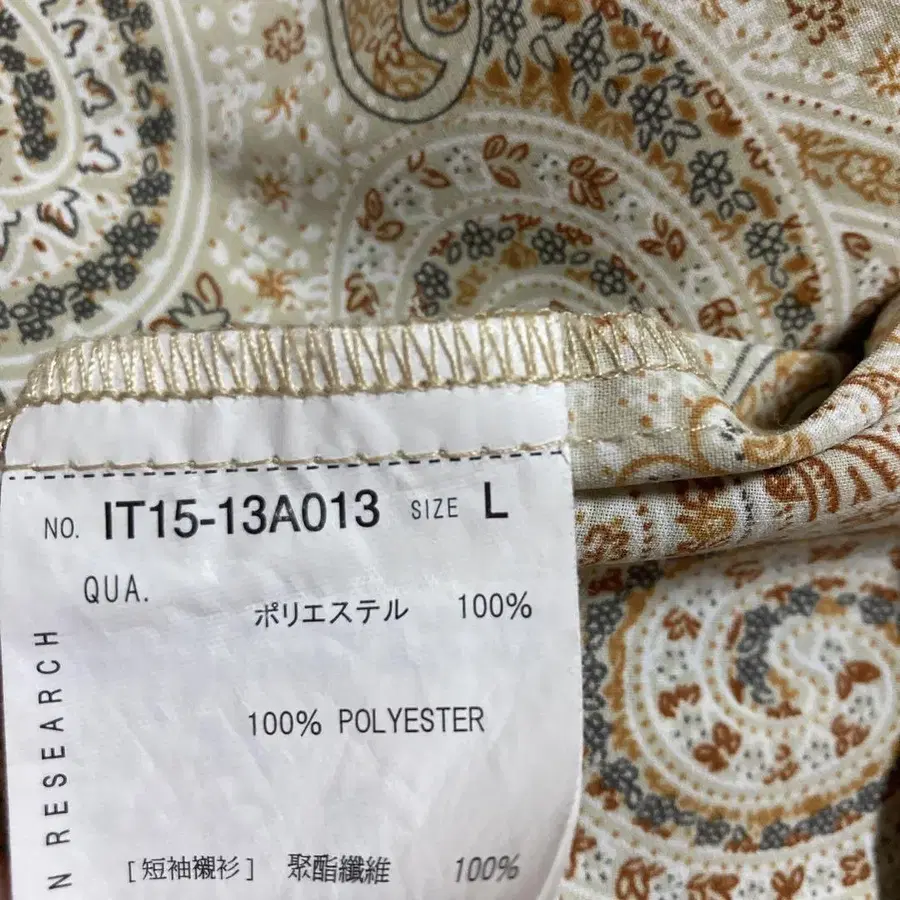 NO. IT15-13A013 SIZE L
QUA.
ポリエステル 100%
100% POLYESTER
[短袖襯衫] 聚酯纖維 100%
N RESEARCH